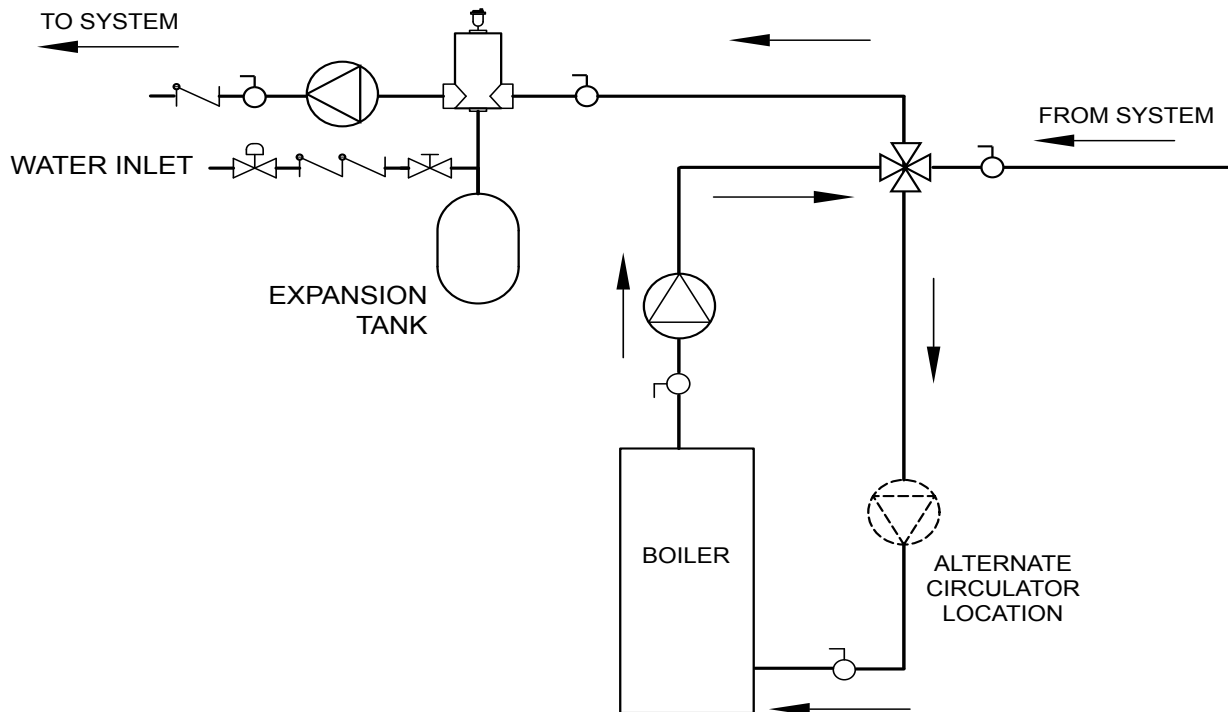 TO SYSTEM
FROM SYSTEM
WATER INLET
EXPANSION
TANK
BOILER
ALTERNATE
CIRCULATOR
LOCATION